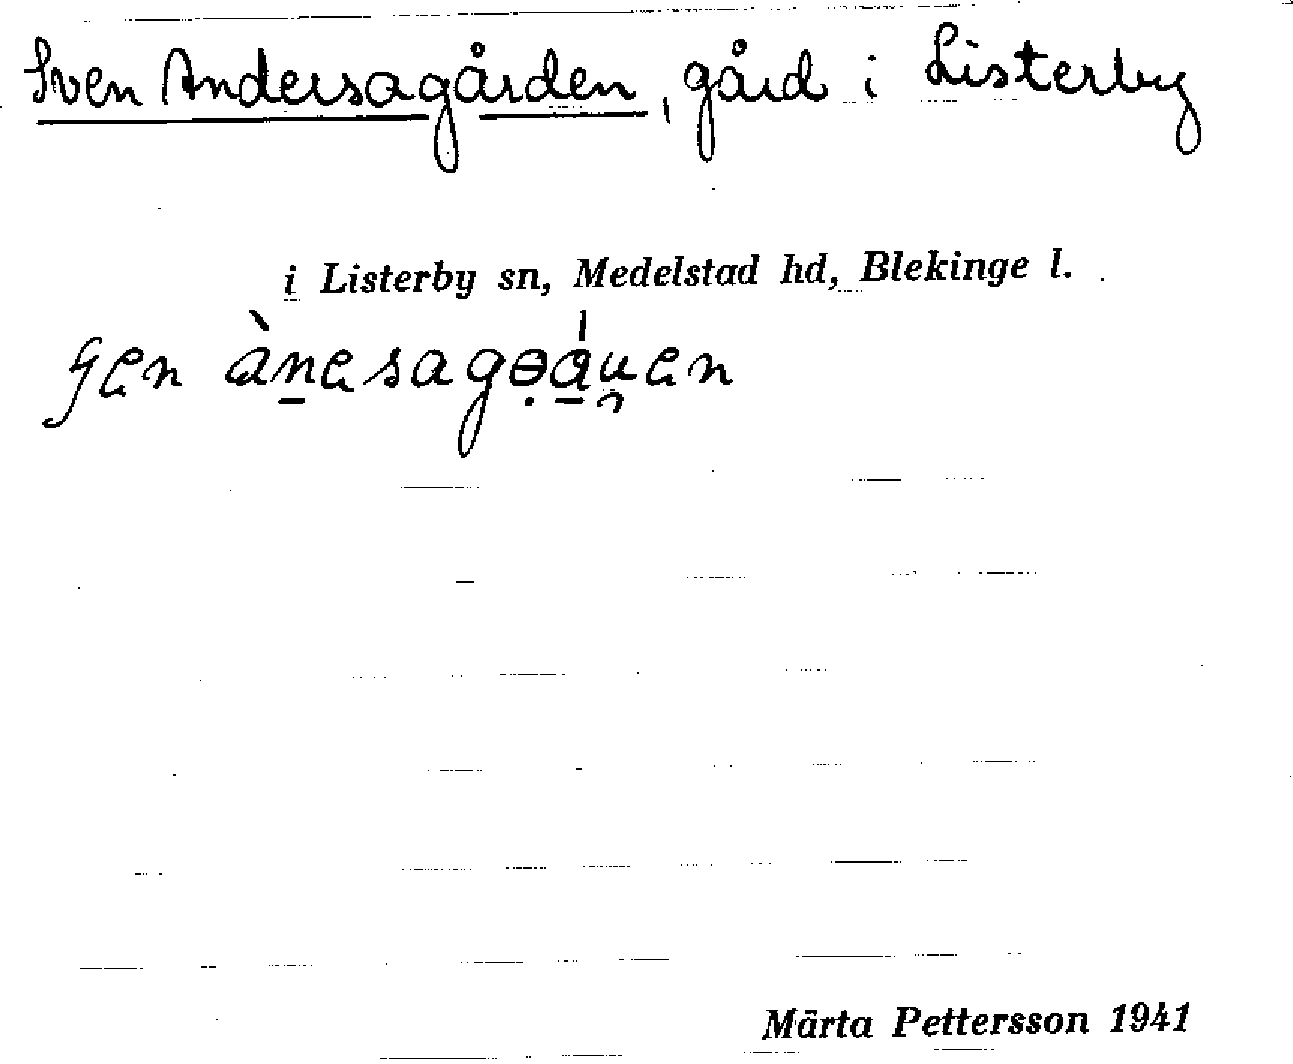 Sven Andersagården, gård i Listerby
i Listerby sn, Medelstad hd, Blekinge l.
Märta Pettersson 1941